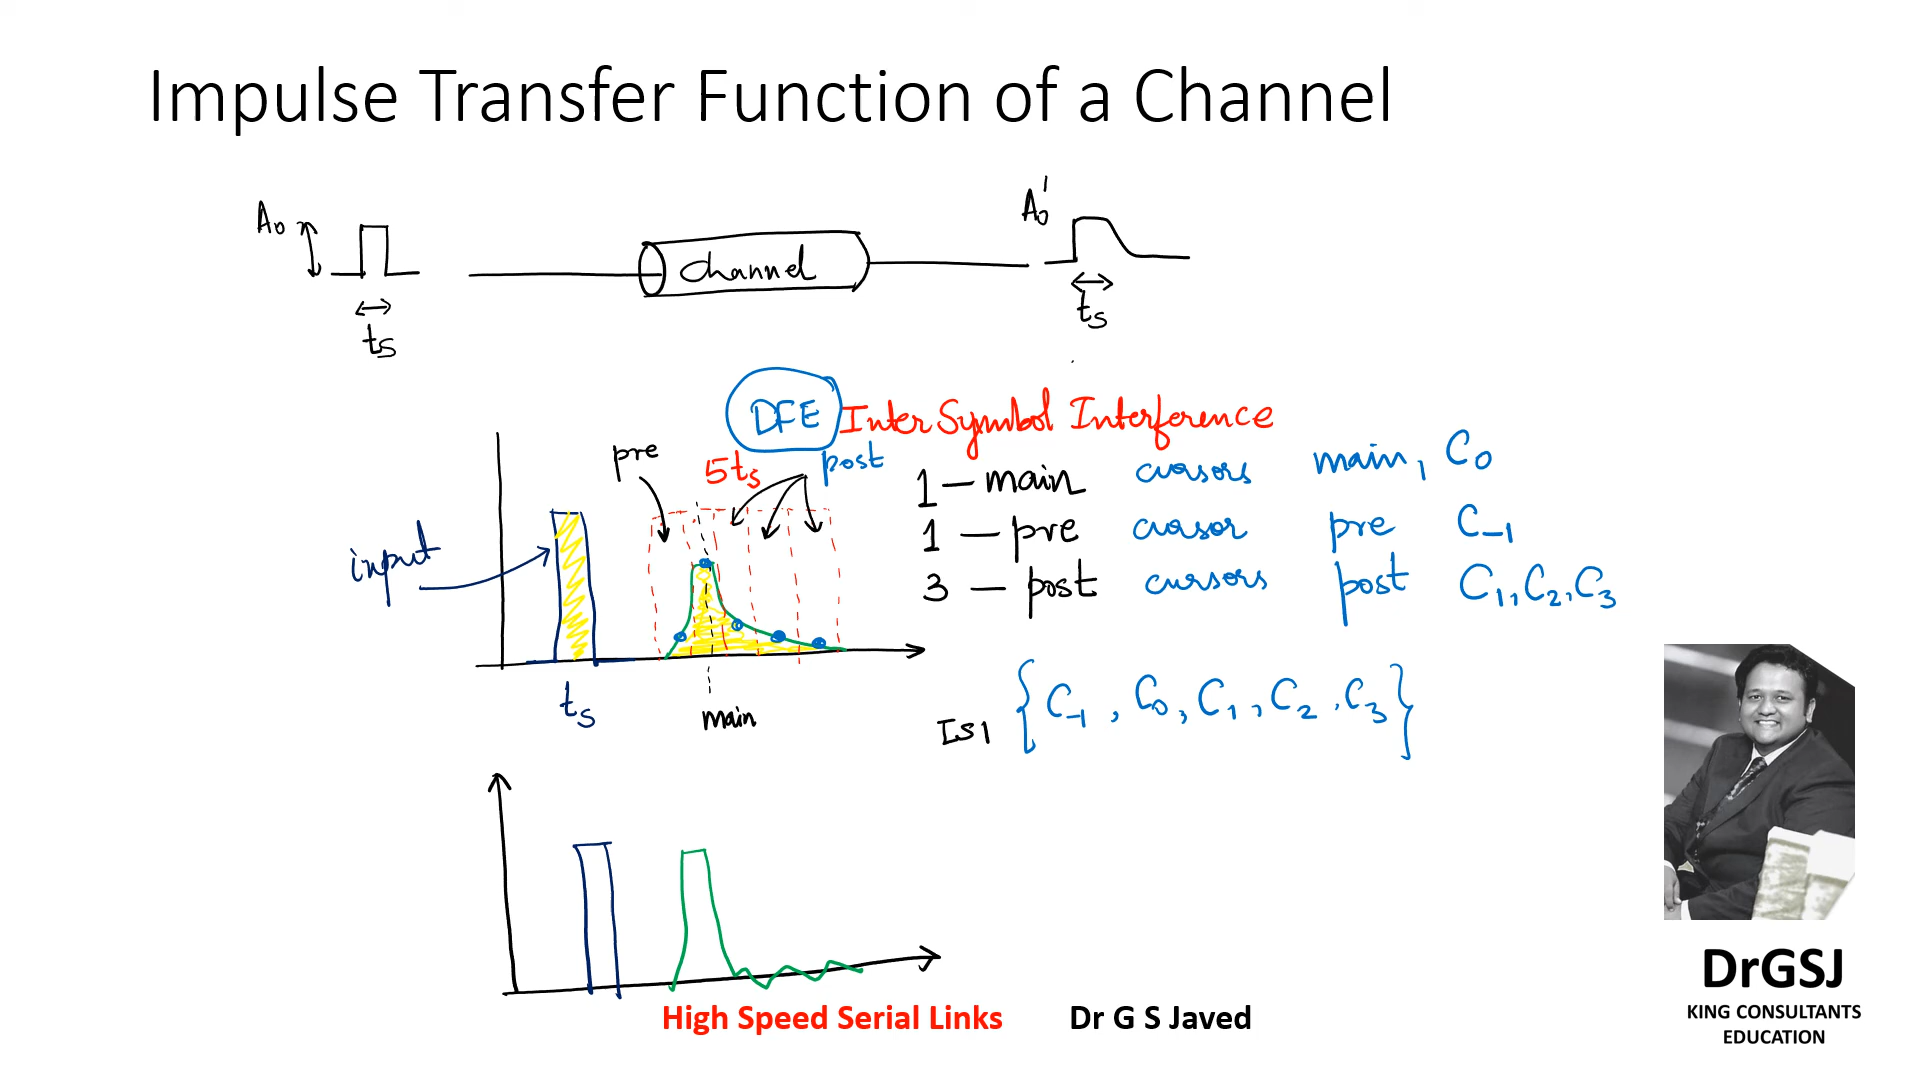 Impulse Transfer Function of a Channel
A0
ts
channel
A0'
ts
DFE Inter Symbol Interference
pre
5ts
post
1 — main cursors main, C0
1 — pre cursor pre C-1
3 — post cursors post C1, C2, C3
input
ts
main
ISI { C-1, C0, C1, C2, C3 }
High Speed Serial Links Dr G S Javed
DrGSJ
KING CONSULTANTS
EDUCATION